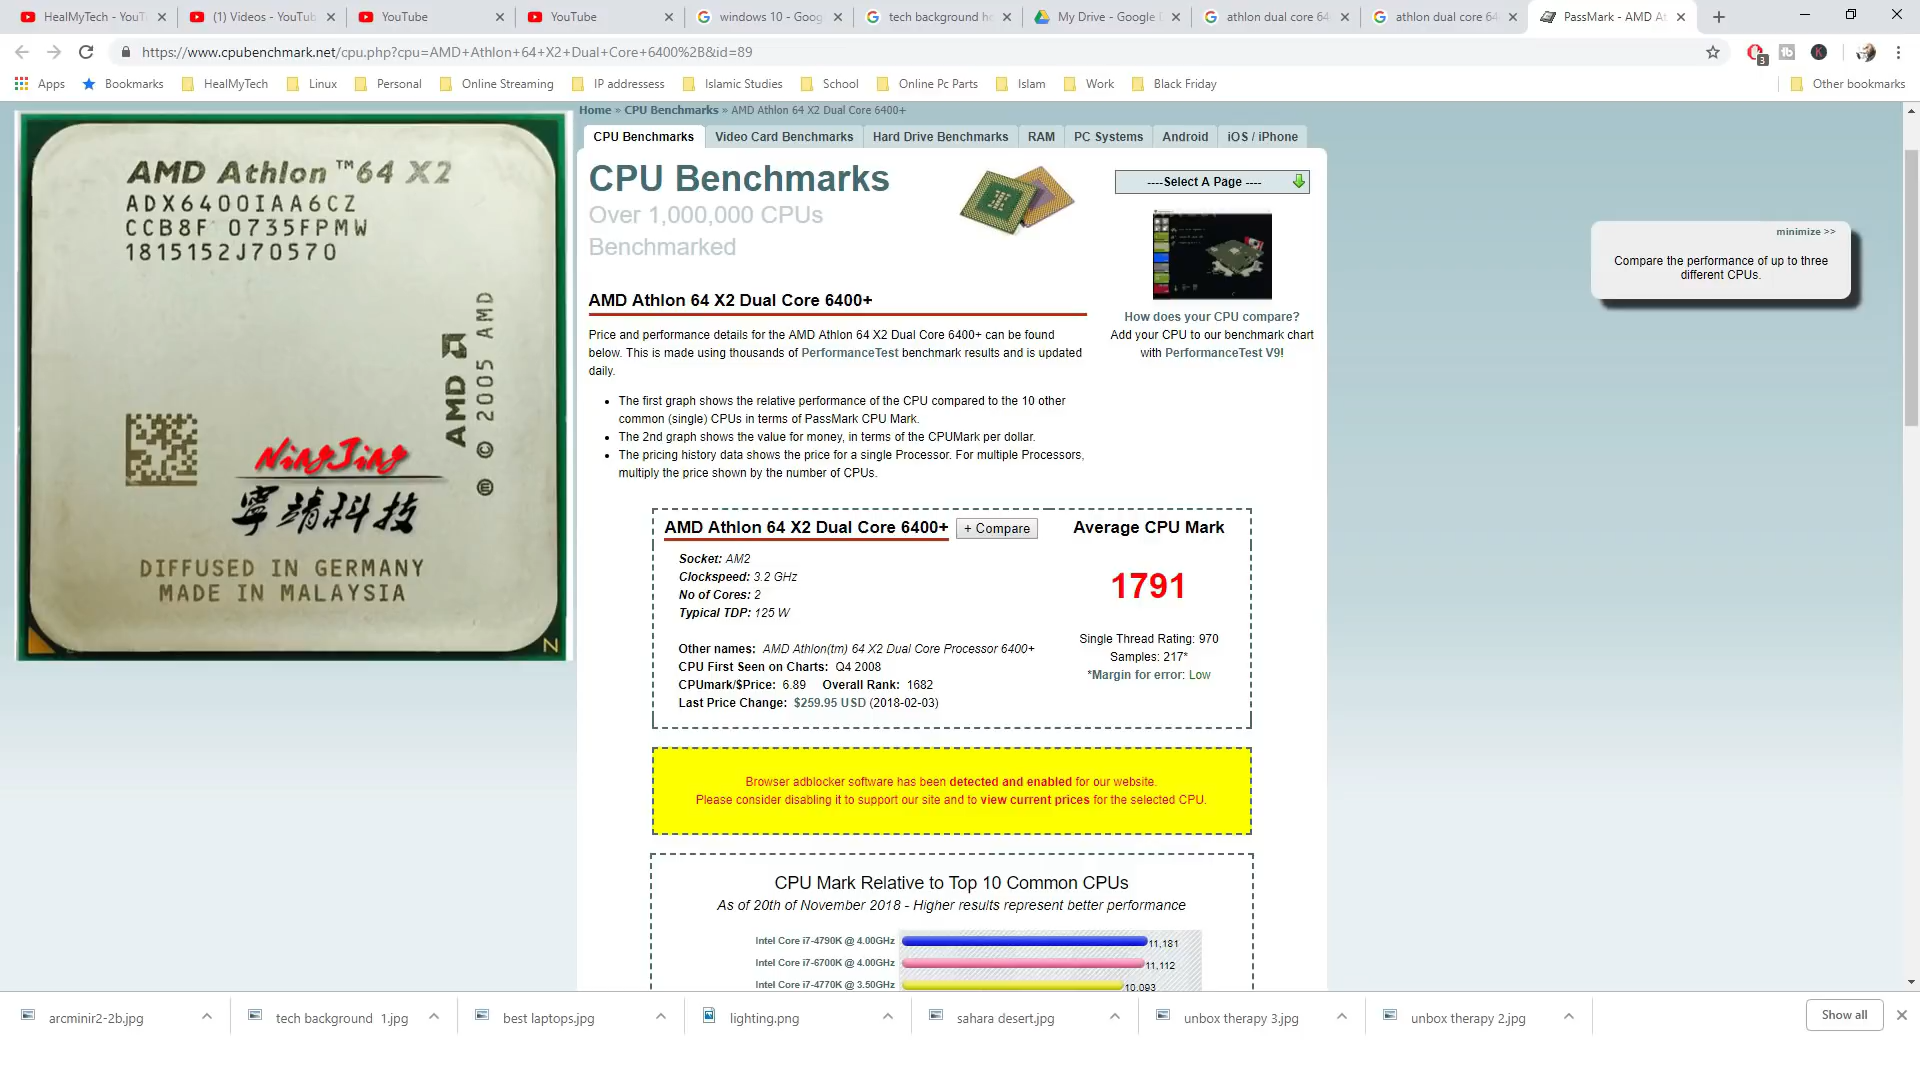 HealMyTech - YouT
(1) Videos - YouTub
YouTube
YouTube
windows 10 - Goog
tech background h
My Drive - Google
athlon dual core 64
athlon dual core 64
PassMark - AMD A
https://www.cpubenchmark.net/cpu.php?cpu=AMD+Athlon+64+X2+Dual+Core+6400%2B&id=89
3
Apps
Bookmarks
HealMyTech
Linux
Personal
Online Streaming
IP addressess
Islamic Studies
School
Online Pc Parts
Islam
Work
Black Friday
Other bookmarks
AMD Athlon ™64 X2
ADX6400IAA6CZ
CCB8F 0735FPMW
1815152J70570
AMD
ⓜ © 2005 AMD
NingJing
寧靖科技
DIFFUSED IN GERMANY
MADE IN MALAYSIA
N
Home » CPU Benchmarks » AMD Athlon 64 X2 Dual Core 6400+
CPU Benchmarks
Video Card Benchmarks
Hard Drive Benchmarks
RAM
PC Systems
Android
iOS / iPhone
CPU Benchmarks
Over 1,000,000 CPUs
Benchmarked
----Select A Page ----
AMD Athlon 64 X2 Dual Core 6400+
Price and performance details for the AMD Athlon 64 X2 Dual Core 6400+ can be found
below. This is made using thousands of PerformanceTest benchmark results and is updated
daily.
• The first graph shows the relative performance of the CPU compared to the 10 other
common (single) CPUs in terms of PassMark CPU Mark.
• The 2nd graph shows the value for money, in terms of the CPUMark per dollar.
• The pricing history data shows the price for a single Processor. For multiple Processors,
multiply the price shown by the number of CPUs.
How does your CPU compare?
Add your CPU to our benchmark chart
with PerformanceTest V9!
minimize >>
Compare the performance of up to three
different CPUs.
AMD Athlon 64 X2 Dual Core 6400+
+ Compare
Socket: AM2
Clockspeed: 3.2 GHz
No of Cores: 2
Typical TDP: 125 W
Other names: AMD Athlon(tm) 64 X2 Dual Core Processor 6400+
CPU First Seen on Charts: Q4 2008
CPUmark/$Price: 6.89 Overall Rank: 1682
Last Price Change: $259.95 USD (2018-02-03)
Average CPU Mark
1791
Single Thread Rating: 970
Samples: 217*
*Margin for error: Low
Browser adblocker software has been detected and enabled for our website.
Please consider disabling it to support our site and to view current prices for the selected CPU.
CPU Mark Relative to Top 10 Common CPUs
As of 20th of November 2018 - Higher results represent better performance
Intel Core i7-4790K @ 4.00GHz 11,181
Intel Core i7-6700K @ 4.00GHz 11,112
Intel Core i7-4770K @ 3.50GHz 10,093
arcminir2-2b.jpg
tech background 1.jpg
best laptops.jpg
lighting.png
sahara desert.jpg
unbox therapy 3.jpg
unbox therapy 2.jpg
Show all